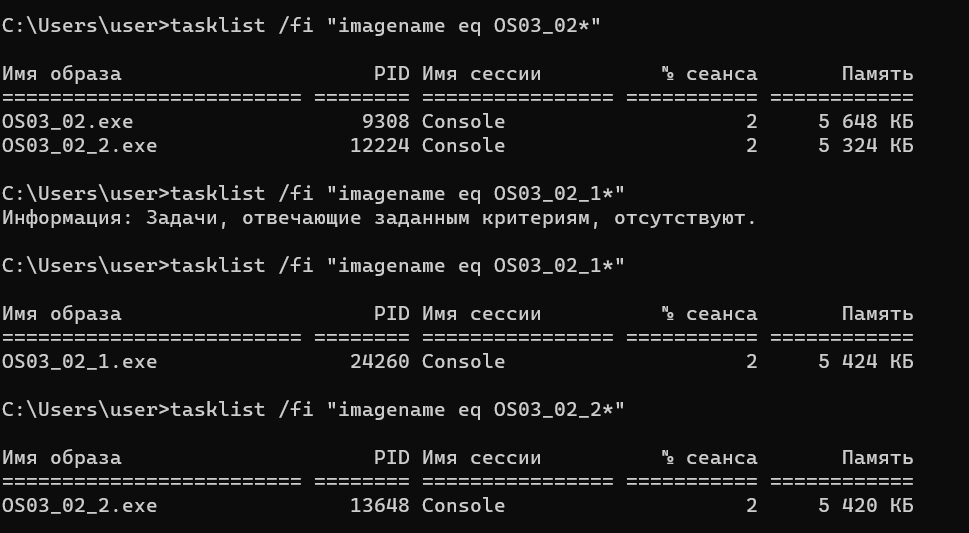 C:\Users\user>tasklist /fi "imagename eq OS03_02*"
Имя образа                     PID Имя сессии          № сеанса       Память
========================= ======== ================ =========== ============
OS03_02.exe                   9308 Console                    2     5 648 КБ
OS03_02_2.exe                12224 Console                    2     5 324 КБ
C:\Users\user>tasklist /fi "imagename eq OS03_02_1*"
Информация: Задачи, отвечающие заданным критериям, отсутствуют.
C:\Users\user>tasklist /fi "imagename eq OS03_02_1*"
Имя образа                     PID Имя сессии          № сеанса       Память
========================= ======== ================ =========== ============
OS03_02_1.exe                24260 Console                    2     5 424 КБ
C:\Users\user>tasklist /fi "imagename eq OS03_02_2*"
Имя образа                     PID Имя сессии          № сеанса       Память
========================= ======== ================ =========== ============
OS03_02_2.exe                13648 Console                    2     5 420 КБ